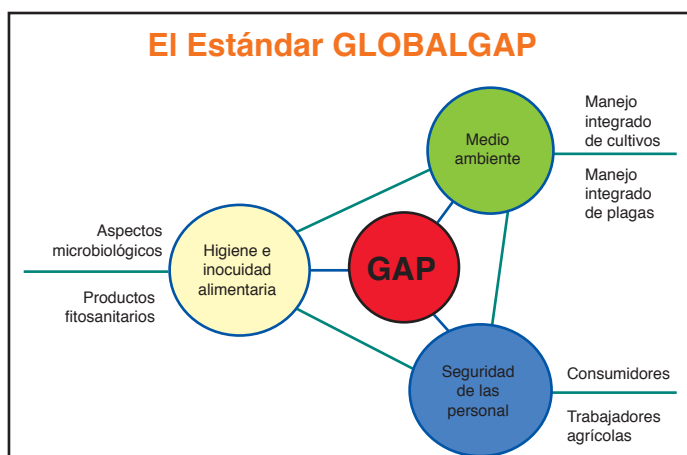 El Estándar GLOBALGAP
Medio
ambiente
Manejo
integrado
de cultivos
Manejo
integrado
de plagas
Aspectos
microbiológicos
Productos
fitosanitarios
Higiene e
inocuidad
alimentaria
GAP
Seguridad
de las
personal
Consumidores
Trabajadores
agrícolas